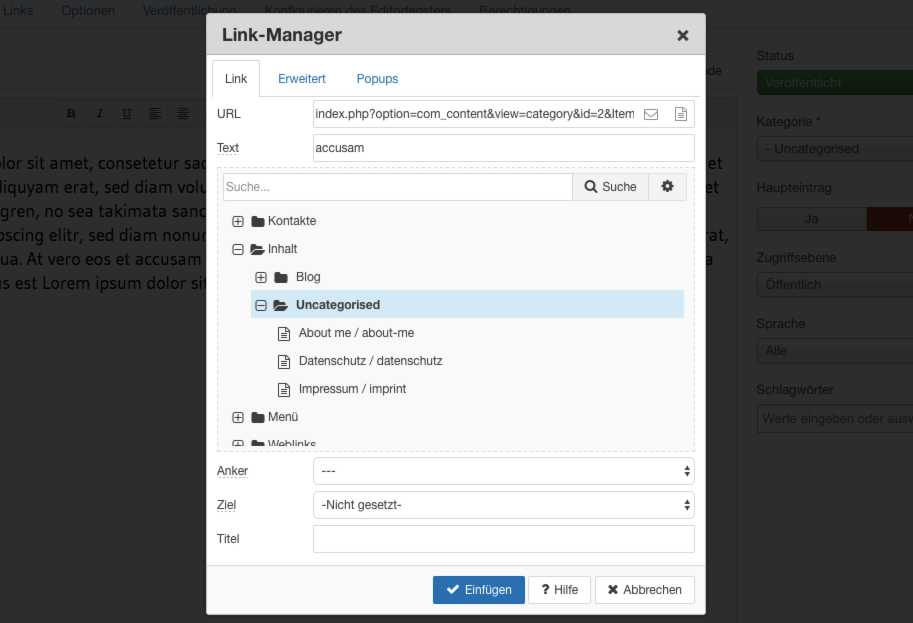 Links Optionen Veröffentlichung Konfigurieren des Editorfensters Berechtigungen
Link-Manager
Link Erweitert Popups
URL index.php?option=com_content&view=category&id=2&Item
Text accusam
Suche... Suche
Kontakte
Inhalt
Blog
Uncategorised
About me / about-me
Datenschutz / datenschutz
Impressum / imprint
Menü
Weblinks
Anker ---
Ziel -Nicht gesetzt-
Titel
Einfügen ? Hilfe Abbrechen
B I U
olor sit amet, consetetur sad
et
liquyam erat, sed diam volu
et
gren, no sea takimata sanc
oscing elitr, sed diam nonur
rat,
ua. At vero eos et accusam
a
s est Lorem ipsum dolor sit
de
Status
Veröffentlicht
Kategorie *
- Uncategorised
Haupteintrag
Ja
Zugriffsebene
Öffentlich
Sprache
Alle
Schlagwörter
Werte eingeben oder ausw